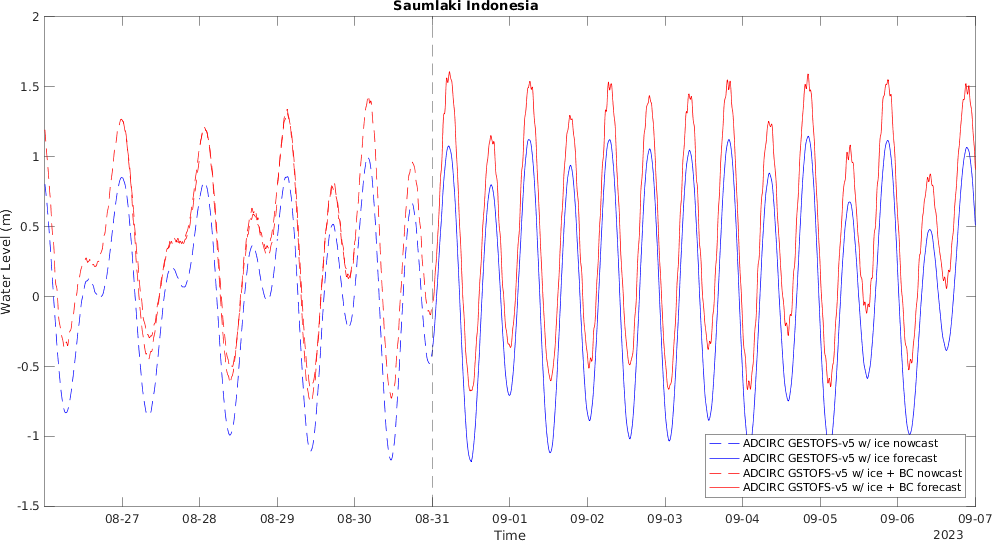 Saumlaki Indonesia
2
1.5
1
0.5
0
-0.5
-1
-1.5
Water Level (m)
ADCIRC GESTOFS-v5 w/ ice nowcast
ADCIRC GESTOFS-v5 w/ ice forecast
ADCIRC GSTOFS-v5 w/ ice + BC nowcast
ADCIRC GSTOFS-v5 w/ ice + BC forecast
08-27 08-28 08-29 08-30 08-31 09-01 09-02 09-03 09-04 09-05 09-06 09-07
Time
2023